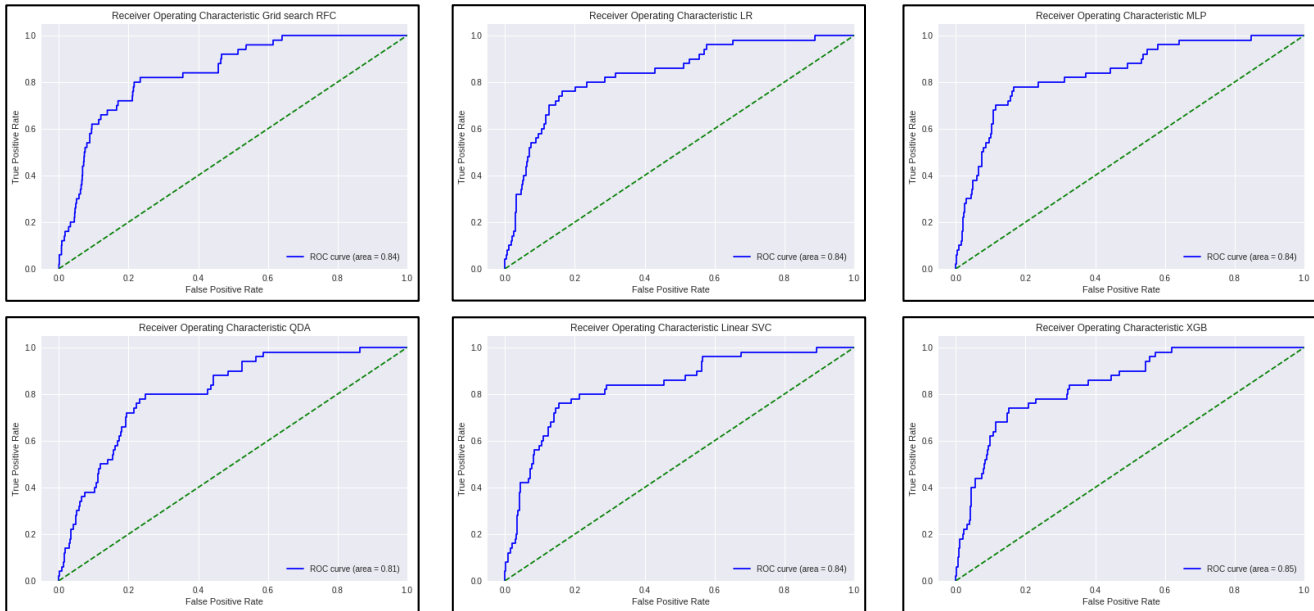 Receiver Operating Characteristic Grid search RFC
1.0
0.8
0.6
0.4
0.2
0.0
True Positive Rate
ROC curve (area = 0.84)
0.0 0.2 0.4 0.6 0.8 1.0
False Positive Rate
Receiver Operating Characteristic LR
1.0
0.8
0.6
0.4
0.2
0.0
True Positive Rate
ROC curve (area = 0.84)
0.0 0.2 0.4 0.6 0.8 1.0
False Positive Rate
Receiver Operating Characteristic MLP
1.0
0.8
0.6
0.4
0.2
0.0
True Positive Rate
ROC curve (area = 0.84)
0.0 0.2 0.4 0.6 0.8 1.0
False Positive Rate
Receiver Operating Characteristic QDA
1.0
0.8
0.6
0.4
0.2
0.0
True Positive Rate
ROC curve (area = 0.81)
0.0 0.2 0.4 0.6 0.8 1.0
False Positive Rate
Receiver Operating Characteristic Linear SVC
1.0
0.8
0.6
0.4
0.2
0.0
True Positive Rate
ROC curve (area = 0.84)
0.0 0.2 0.4 0.6 0.8 1.0
False Positive Rate
Receiver Operating Characteristic XGB
1.0
0.8
0.6
0.4
0.2
0.0
True Positive Rate
ROC curve (area = 0.85)
0.0 0.2 0.4 0.6 0.8 1.0
False Positive Rate